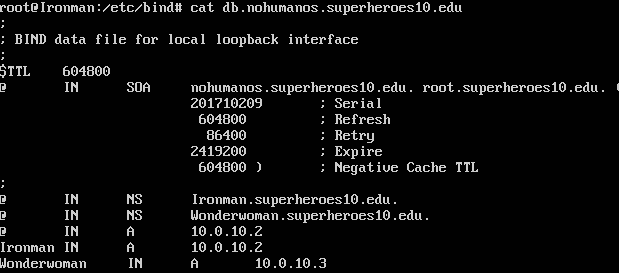 root@Ironman:/etc/bind# cat db.nohumanos.superheroes10.edu
;
; BIND data file for local loopback interface
;
$TTL    604800
@       IN      SOA     nohumanos.superheroes10.edu. root.superheroes10.edu. (
                        201710209       ; Serial
                         604800         ; Refresh
                          86400         ; Retry
                        2419200         ; Expire
                         604800 )       ; Negative Cache TTL
;
@       IN      NS      Ironman.superheroes10.edu.
@       IN      NS      Wonderwoman.superheroes10.edu.
@       IN      A       10.0.10.2
Ironman IN      A       10.0.10.2
Wonderwoman     IN      A       10.0.10.3